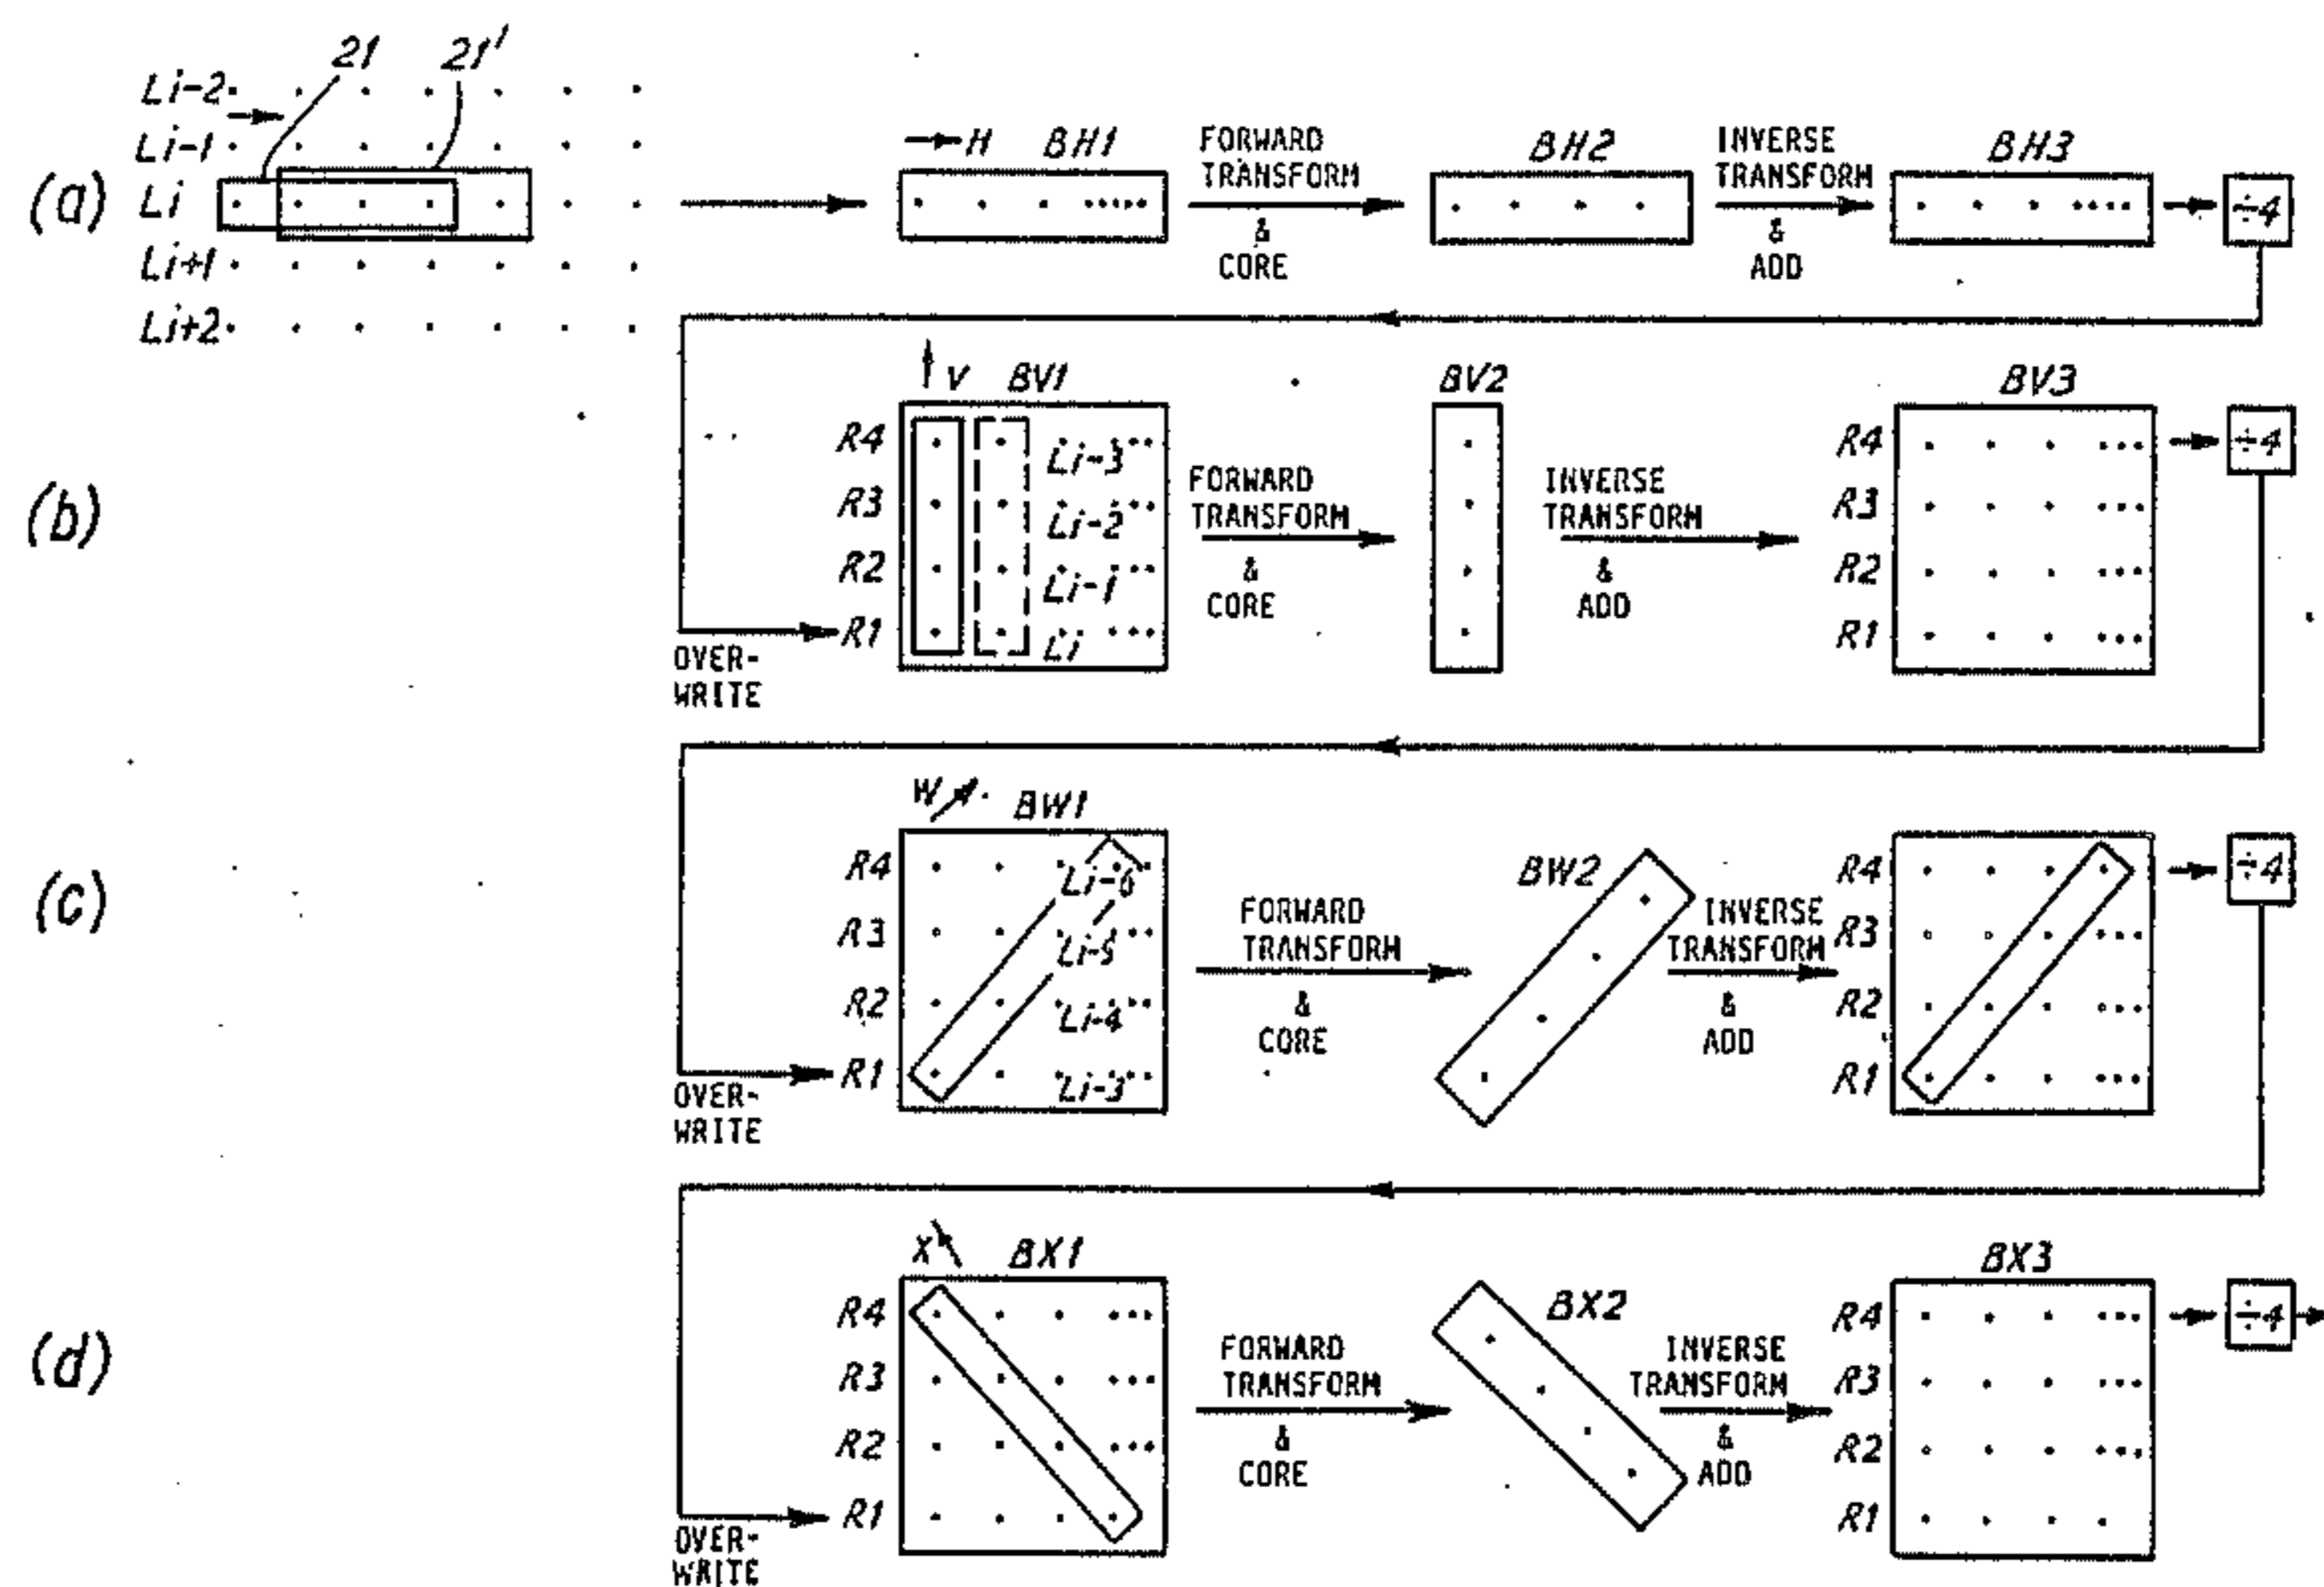 21 21'
Li-2
Li-1
(a) Li
Li+1
Li+2
→H BH1
FORWARD
TRANSFORM
&
CORE
BH2
INVERSE
TRANSFORM
&
ADD
BH3
÷4
(b)
V BV1
R4 Li-3
R3 Li-2
R2 Li-1
R1 Li
OVER-
WRITE
FORWARD
TRANSFORM
&
CORE
BV2
INVERSE
TRANSFORM
&
ADD
BV3
R4
R3
R2
R1
÷4
(c)
W BW1
R4 Li-6
R3 Li-5
R2 Li-4
R1 Li-3
OVER-
WRITE
FORWARD
TRANSFORM
&
CORE
BW2
INVERSE
TRANSFORM
&
ADD
R4
R3
R2
R1
÷4
(d)
X BX1
R4
R3
R2
R1
OVER-
WRITE
FORWARD
TRANSFORM
&
CORE
BX2
INVERSE
TRANSFORM
&
ADD
BX3
R4
R3
R2
R1
÷4